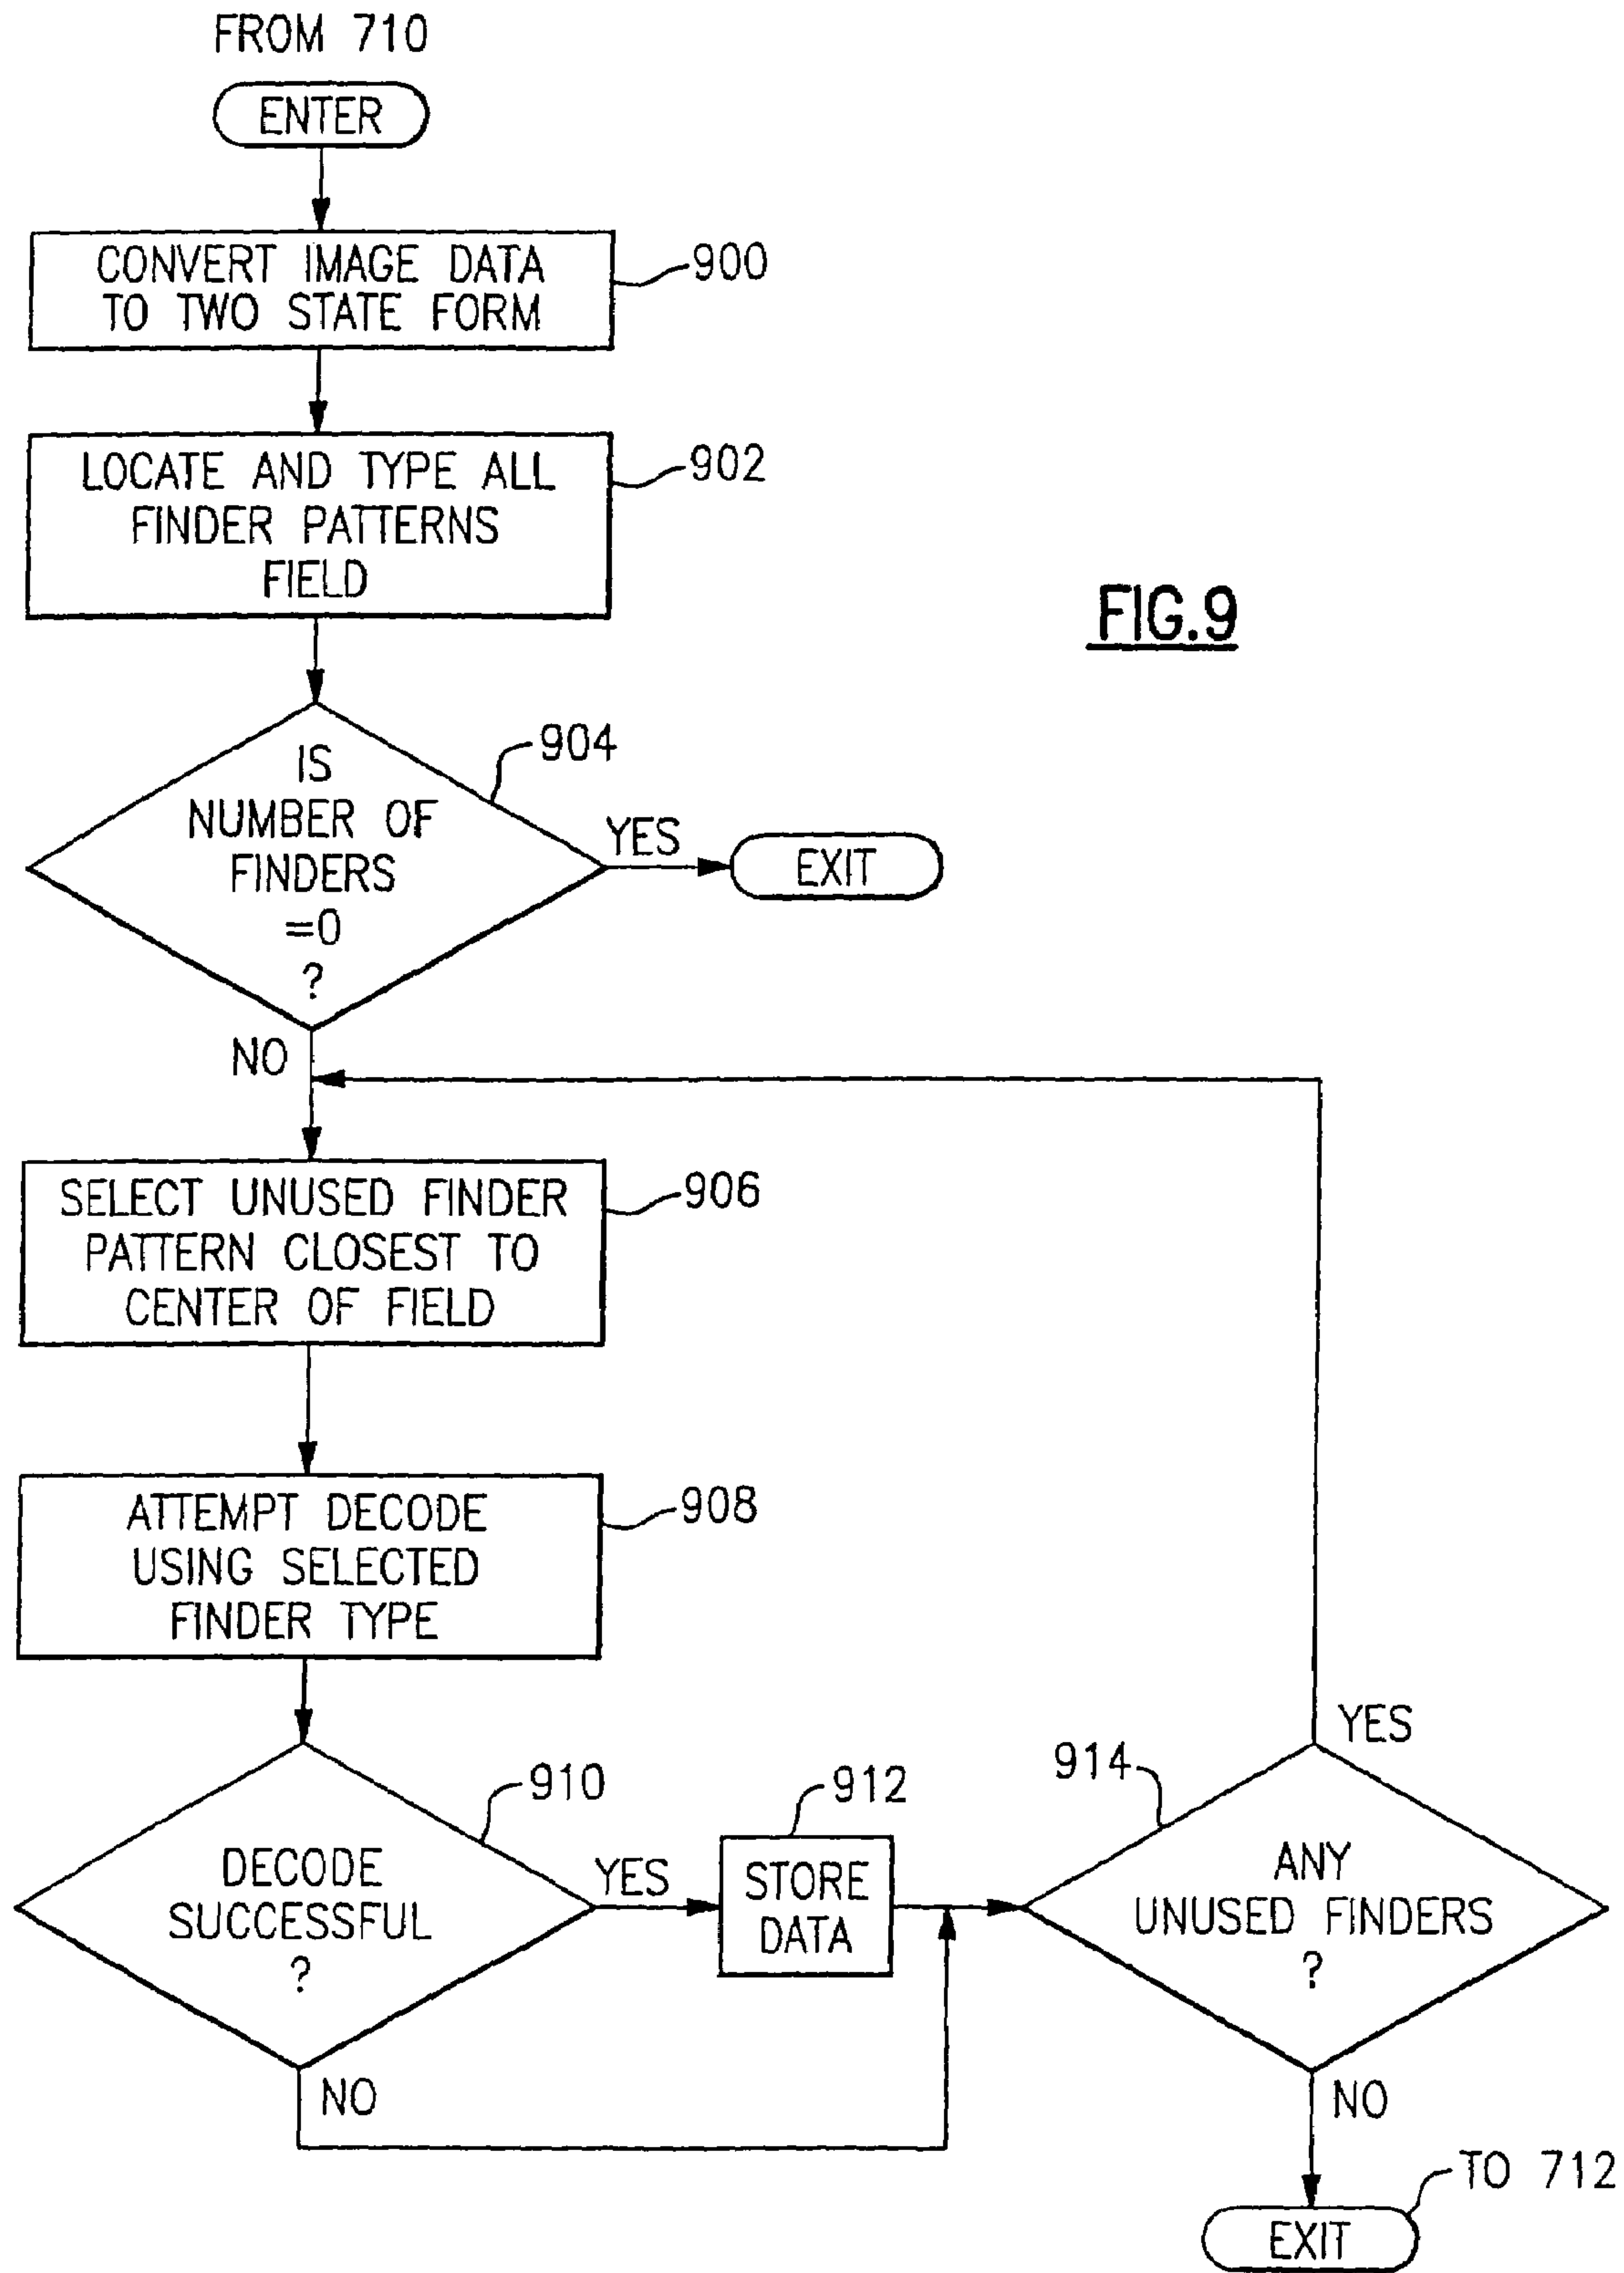 FROM 710
ENTER
CONVERT IMAGE DATA
TO TWO STATE FORM
900
LOCATE AND TYPE ALL
FINDER PATTERNS
FIELD
902
FIG.9
IS
NUMBER OF
FINDERS
=0
?
904
YES
EXIT
NO
SELECT UNUSED FINDER
PATTERN CLOSEST TO
CENTER OF FIELD
906
ATTEMPT DECODE
USING SELECTED
FINDER TYPE
908
DECODE
SUCCESSFUL
?
910
YES
STORE
DATA
912
NO
ANY
UNUSED FINDERS
?
914
YES
NO
EXIT
TO 712